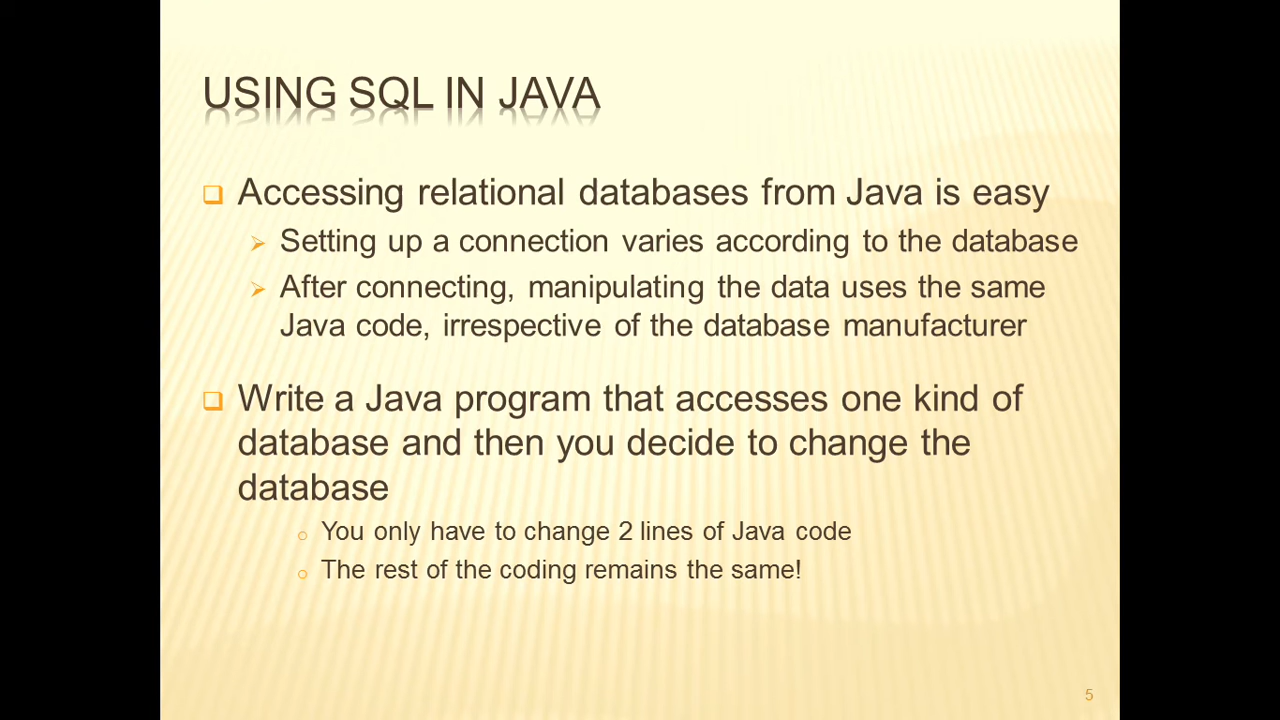 USING SQL IN JAVA
Accessing relational databases from Java is easy
Setting up a connection varies according to the database
After connecting, manipulating the data uses the same
Java code, irrespective of the database manufacturer
Write a Java program that accesses one kind of
database and then you decide to change the
database
You only have to change 2 lines of Java code
The rest of the coding remains the same!
5